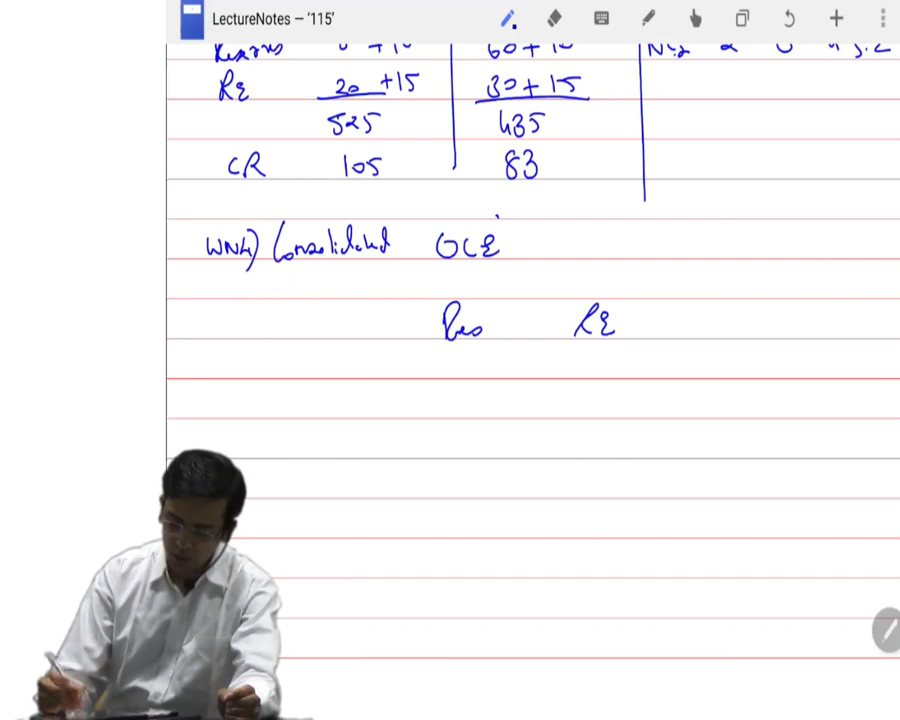 LectureNotes – '115'
RE 20 +15 30 + 15
525 435
CR 105 83
WN4) Consolidated OCE
Res RE